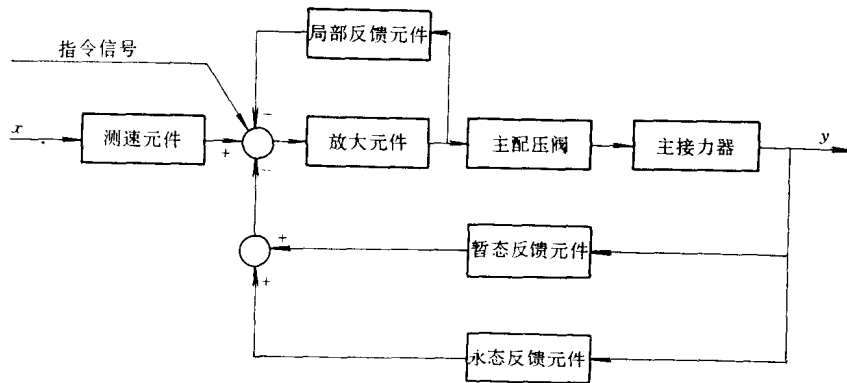 局部反馈元件
指令信号
x
测速元件
放大元件
主配压阀
主接力器
y
暂态反馈元件
永态反馈元件